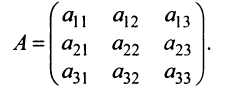 A = ( a₁₁ a₁₂ a₁₃
a₂₁ a₂₂ a₂₃
a₃₁ a₃₂ a₃₃ ) .